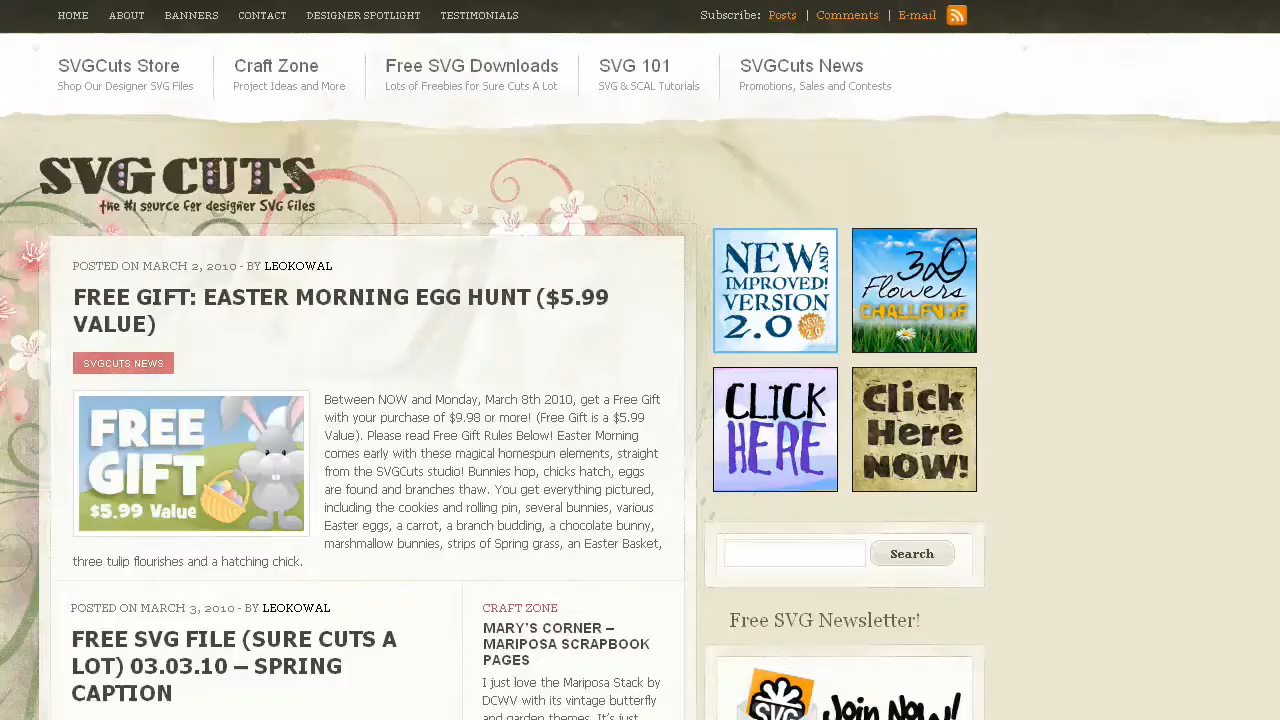 HOME ABOUT BANNERS CONTACT DESIGNER SPOTLIGHT TESTIMONIALS Subscribe: Posts | Comments | E-mail
SVGCuts Store Craft Zone Free SVG Downloads SVG 101 SVGCuts News
Shop Our Designer SVG Files Project Ideas and More Lots of Freebies for Sure Cuts A Lot SVG & SCAL Tutorials Promotions, Sales and Contests
SVG CUTS
the #1 source for designer SVG files
POSTED ON MARCH 2, 2010 - BY LEOKOWAL
FREE GIFT: EASTER MORNING EGG HUNT ($5.99
VALUE)
SVGCUTS NEWS
FREE
GIFT
$5.99 Value
Between NOW and Monday, March 8th 2010, get a Free Gift
with your purchase of $9.98 or more! (Free Gift is a $5.99
Value). Please read Free Gift Rules Below! Easter Morning
comes early with these magical homespun elements, straight
from the SVGCuts studio! Bunnies hop, chicks hatch, eggs
are found and branches thaw. You get everything pictured,
including the cookies and rolling pin, several bunnies, various
Easter eggs, a carrot, a branch budding, a chocolate bunny,
marshmallow bunnies, strips of Spring grass, an Easter Basket,
three tulip flourishes and a hatching chick.
POSTED ON MARCH 3, 2010 - BY LEOKOWAL
FREE SVG FILE (SURE CUTS A
LOT) 03.03.10 – SPRING
CAPTION
CRAFT ZONE
MARY'S CORNER –
MARIPOSA SCRAPBOOK
PAGES
I just love the Mariposa Stack by
DCWV with its vintage butterfly
and garden themes. It's just
NEW AND
IMPROVED!
VERSION
2.0
NEW
2.0
320
Flowers
CHALLENGE
CLICK
HERE
Click
Here
NOW!
Search
Free SVG Newsletter!
SVG
Join Now!